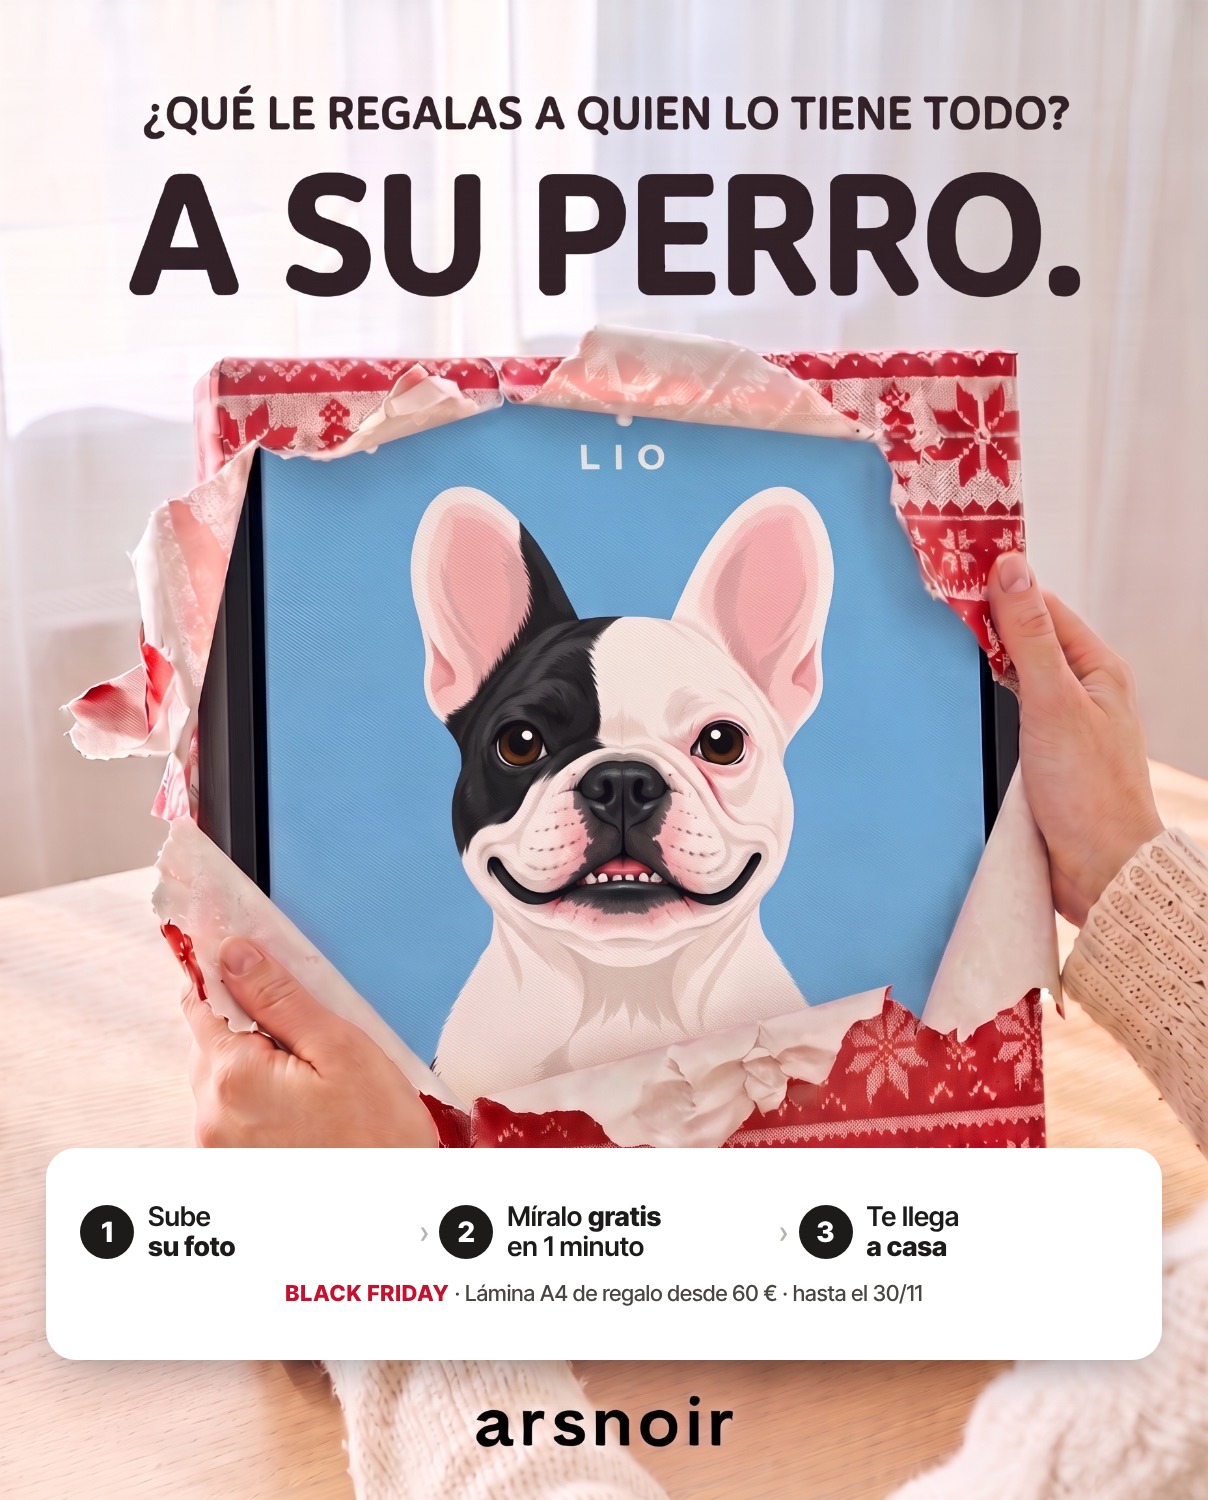 ¿QUÉ LE REGALAS A QUIEN LO TIENE TODO?
A SU PERRO.
LIO
1 Sube
su foto
› 2 Míralo gratis
en 1 minuto
› 3 Te llega
a casa
BLACK FRIDAY · Lámina A4 de regalo desde 60 € · hasta el 30/11
arsnoir